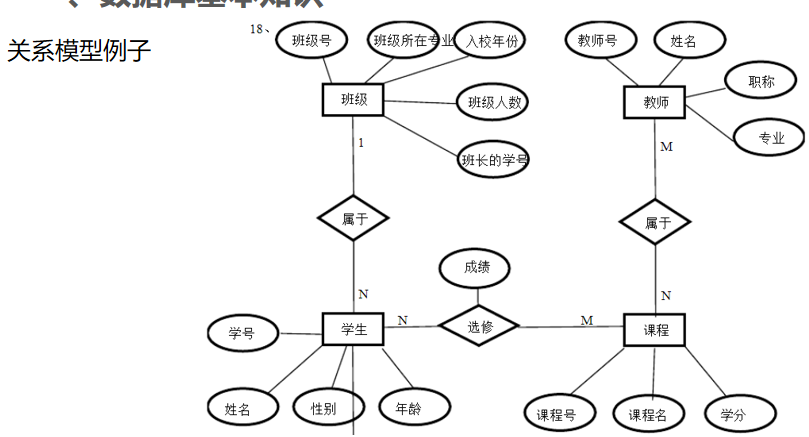 、数据库基本知识
关系模型例子
18、
班级号
班级所在专业
入校年份
教师号
姓名
班级
班级人数
班长的学号
教师
职称
专业
1
M
属于
属于
成绩
N
N
学号
学生
N
选修
M
课程
姓名
性别
年龄
课程号
课程名
学分